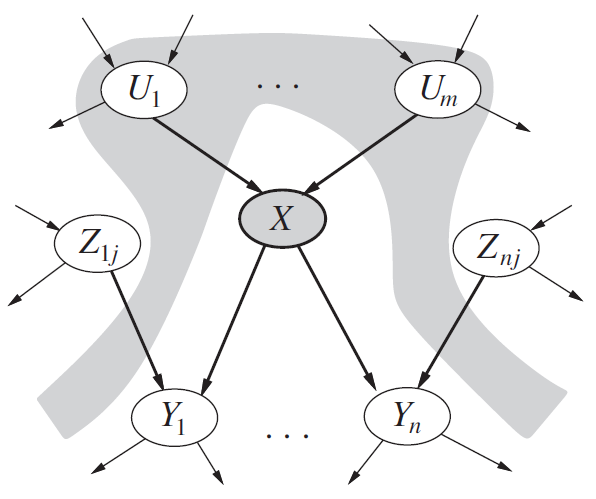 U₁ ... Uₘ
X
Z₁ⱼ Zₙⱼ
Y₁ ... Yₙ